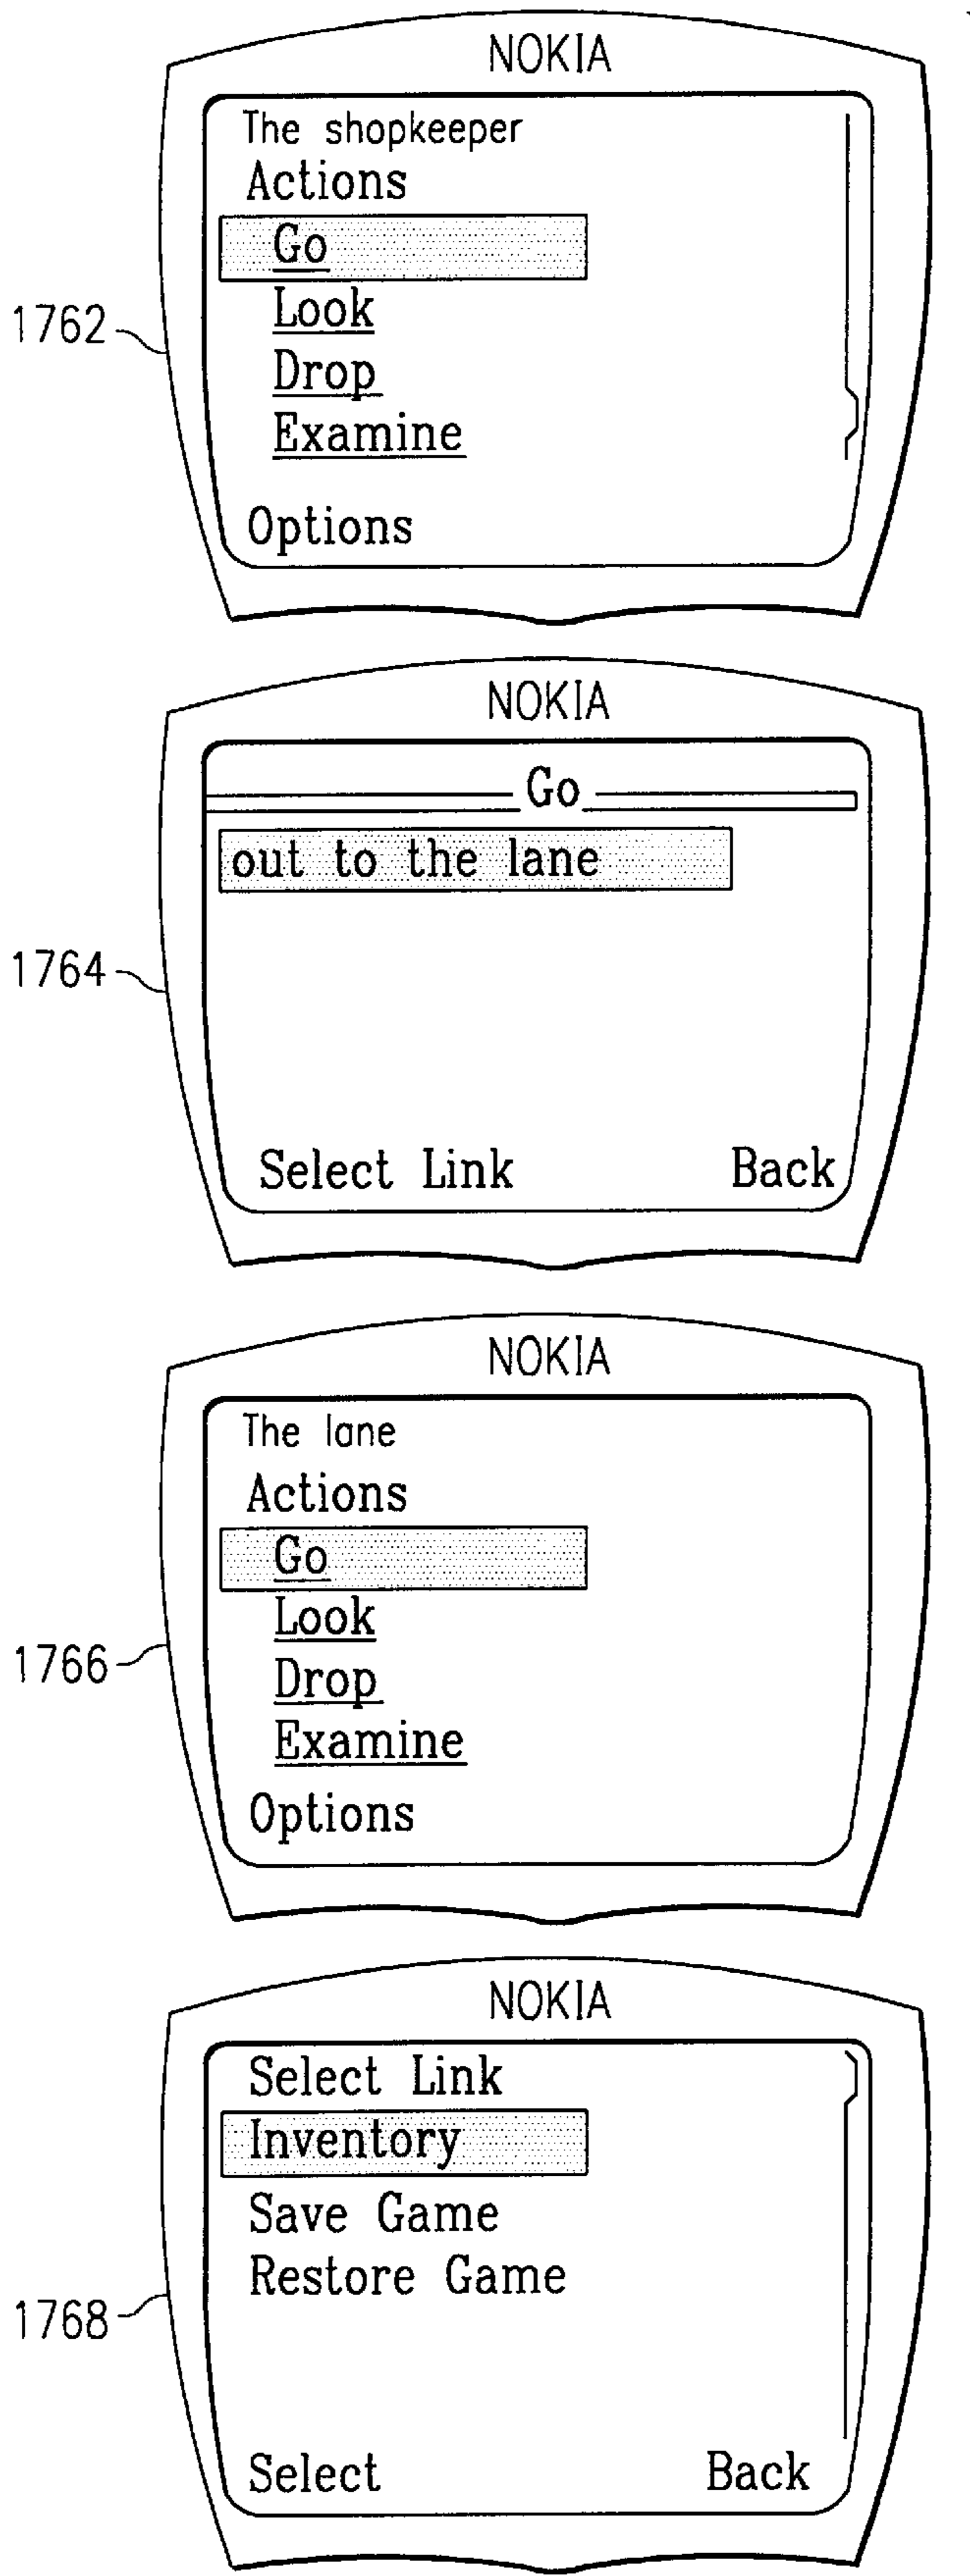 NOKIA
The shopkeeper
Actions
Go
Look
Drop
Examine
Options
1762
NOKIA
Go
out to the lane
Select Link Back
1764
NOKIA
The lane
Actions
Go
Look
Drop
Examine
Options
1766
NOKIA
Select Link
Inventory
Save Game
Restore Game
Select Back
1768